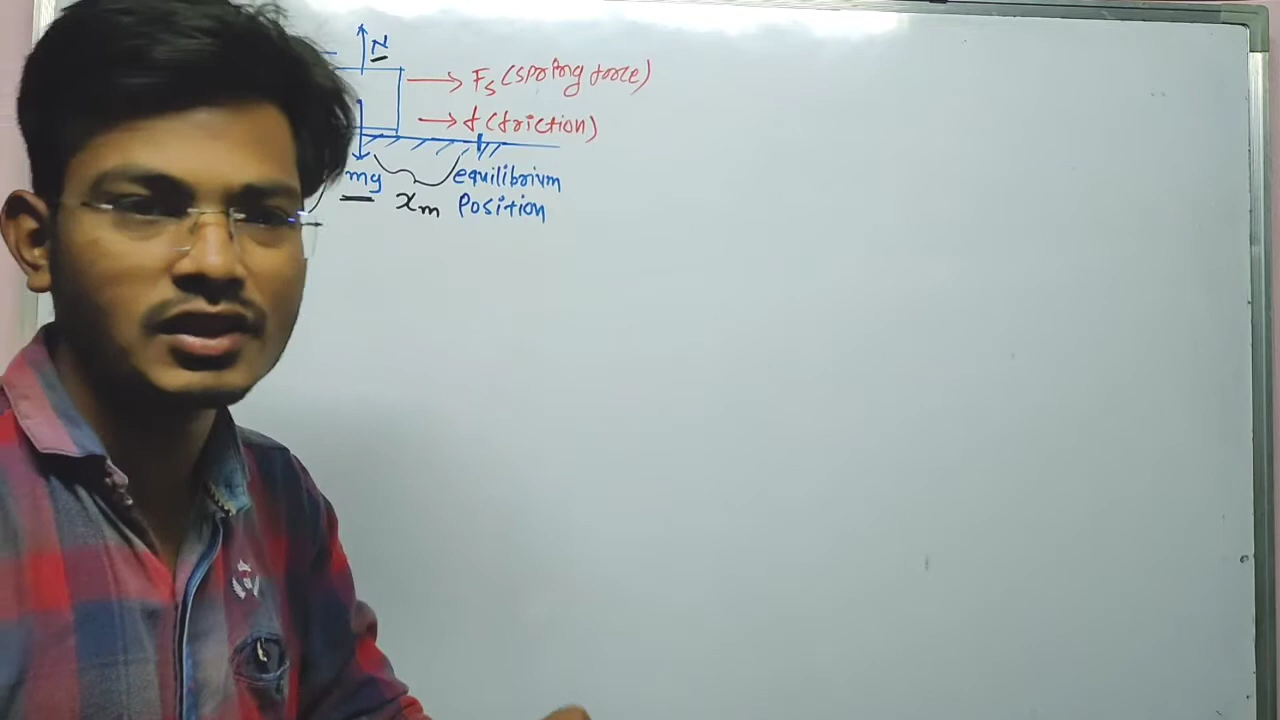 N
Fs (spring force)
f (friction)
mg
equilibrium
xm Position